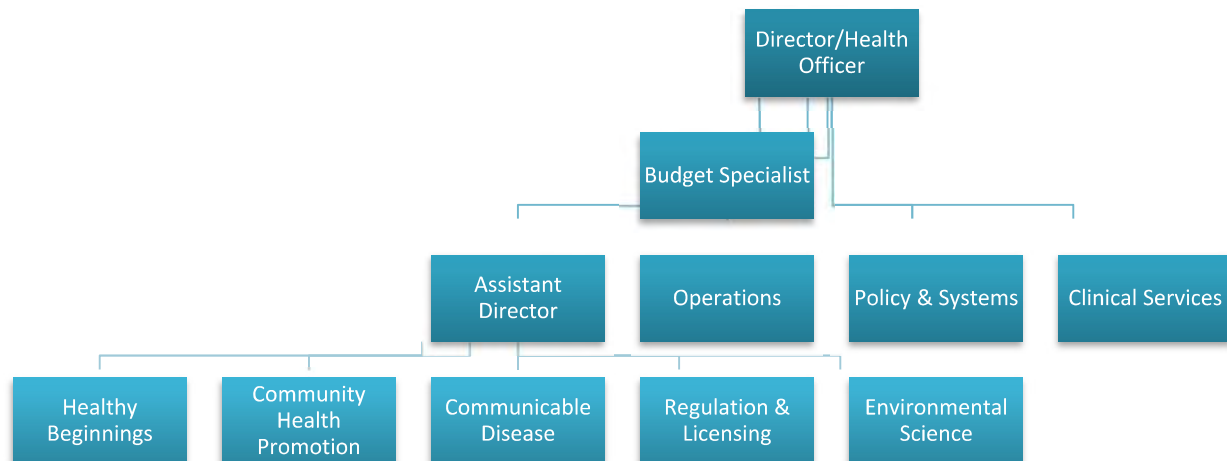 Director/Health
Officer
Budget Specialist
Assistant
Director
Operations
Policy & Systems
Clinical Services
Healthy
Beginnings
Community
Health
Promotion
Communicable
Disease
Regulation &
Licensing
Environmental
Science